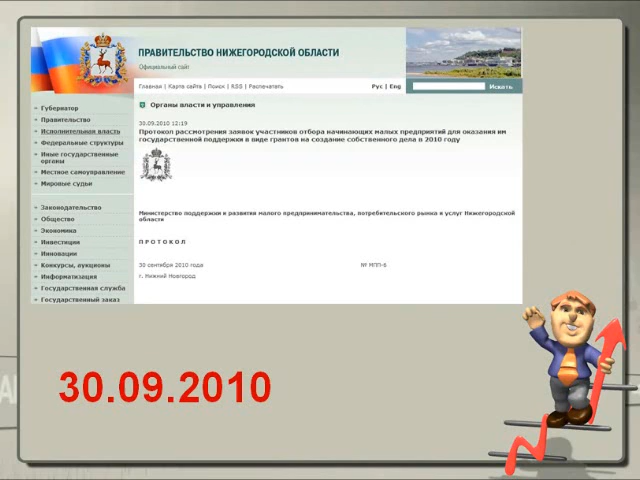 ПРАВИТЕЛЬСТВО НИЖЕГОРОДСКОЙ ОБЛАСТИ
Официальный сайт
Главная | Карта сайта | Поиск | RSS | Распечатать
Рус | Eng
Искать
Губернатор
Правительство
Исполнительная власть
Федеральные структуры
Иные государственные
органы
Местное самоуправление
Мировые судьи
Законодательство
Общество
Экономика
Инвестиции
Инновации
Конкурсы, аукционы
Информатизация
Государственная служба
Государственный заказ
Органы власти и управления
30.09.2010 12:19
Протокол рассмотрения заявок участников отбора начинающих малых предприятий для оказания им
государственной поддержки в виде грантов на создание собственного дела в 2010 году
Министерство поддержки и развития малого предпринимательства, потребительского рынка и услуг Нижегородской
области
П Р О Т О К О Л
30 сентября 2010 года № МПП-6
г. Нижний Новгород
30.09.2010